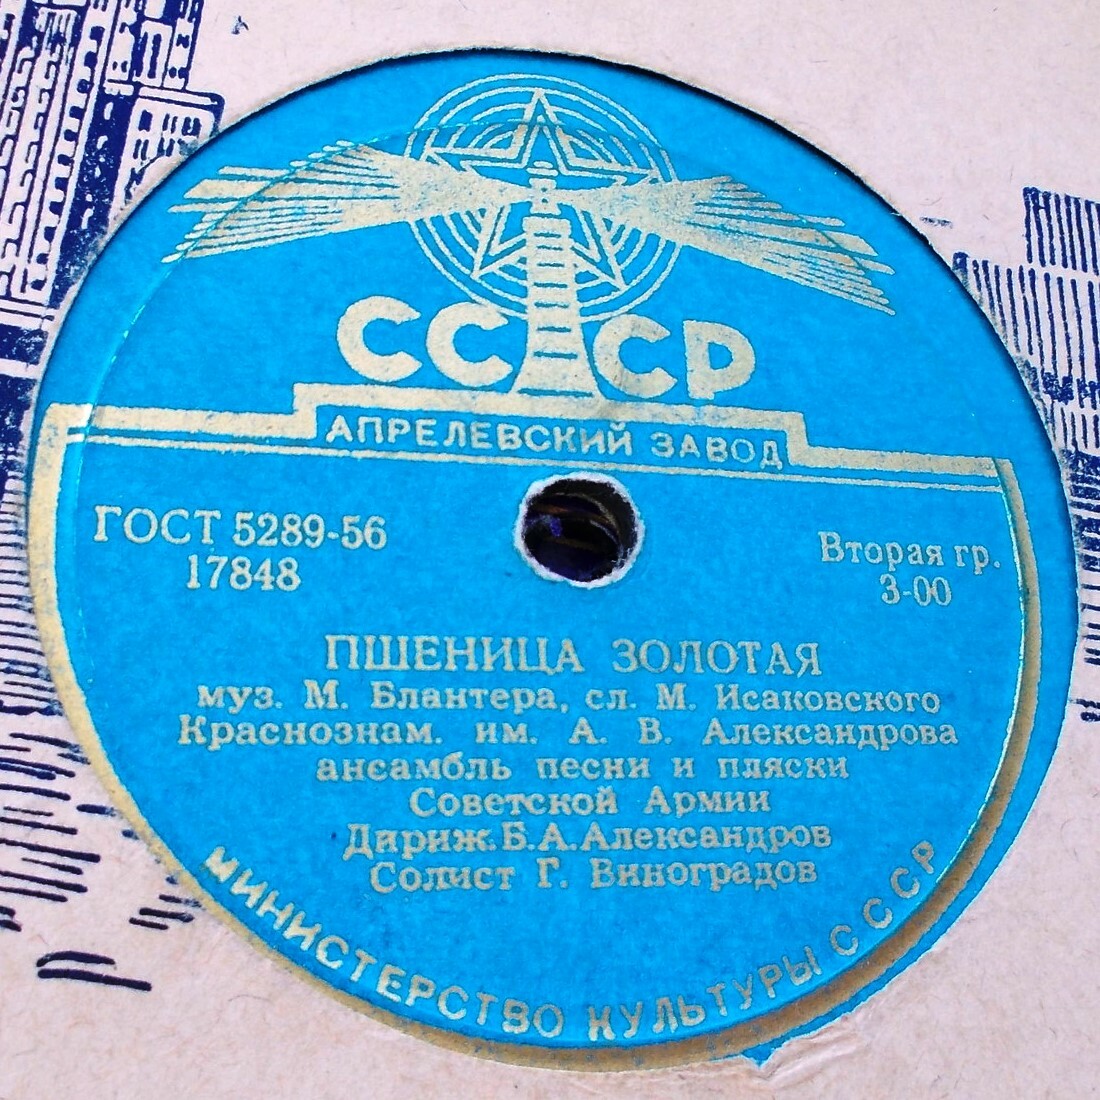 СССР
АПРЕЛЕВСКИЙ ЗАВОД
ГОСТ 5289-56
17848
Вторая гр.
3-00
ПШЕНИЦА ЗОЛОТАЯ
муз. М. Блантера, сл. М. Исаковского
Краснознам. им. А. В. Александрова
ансамбль песни и пляски
Советской Армии
Дириж.Б.А.Александров
Солист Г. Виноградов
МИНИСТЕРСТВО КУЛЬТУРЫ СССР